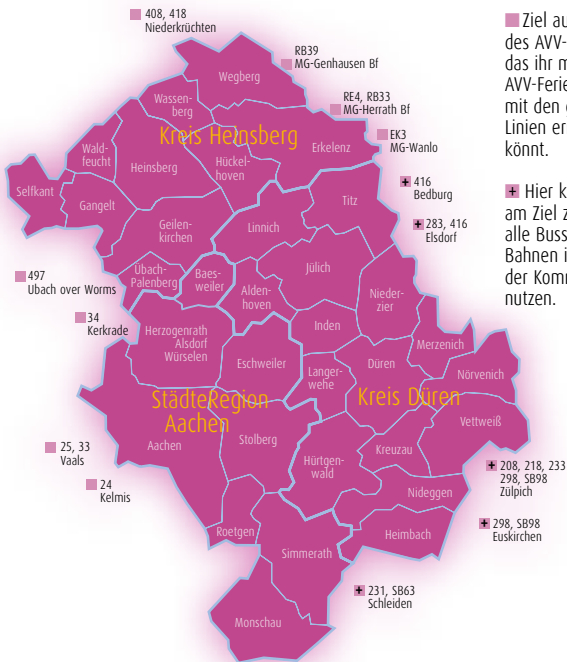 408, 418
Niederkrüchten
RB39
MG-Genhausen Bf
RE4, RB33
MG-Herrath Bf
EK3
MG-Wanlo
416
Bedburg
283, 416
Elsdorf
497
Ubach over Worms
34
Kerkrade
25, 33
Vaals
24
Kelmis
208, 218, 233
298, SB98
Zülpich
298, SB98
Euskirchen
231, SB63
Schleiden
Kreis Heinsberg
Wegberg
Wassen-
berg
Erkelenz
Wald-
feucht
Heinsberg
Hückel-
hoven
Selfkant
Gangelt
Geilen-
kirchen
Übach-
Palenberg
StädteRegion
Aachen
Baes-
weiler
Herzogenrath
Alsdorf
Würselen
Eschweiler
Aachen
Stolberg
Roetgen
Simmerath
Monschau
Kreis Düren
Titz
Linnich
Jülich
Alden-
hoven
Nieder-
zier
Inden
Merzenich
Langer-
wehe
Düren
Nörvenich
Vettweiß
Kreuzau
Hürtgen-
wald
Nideggen
Heimbach
Ziel au
des AVV-
das ihr m
AVV-Ferie
mit den
Linien er
könnt.
+ Hier k
am Ziel z
alle Buss
Bahnen i
der Komm
nutzen.